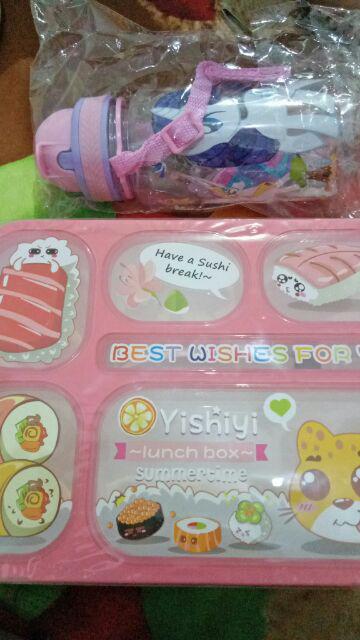 Have a Sushi
break!~
BEST WISHES FOR
Yishiyi
~lunch box~
summertime